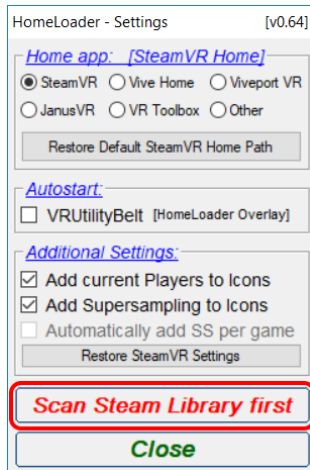 HomeLoader - Settings [v0.64]
Home app: [SteamVR Home]
SteamVR Vive Home Viveport VR
JanusVR VR Toolbox Other
Restore Default SteamVR Home Path
Autostart:
VRUtilityBelt [HomeLoader Overlay]
Additional Settings:
Add current Players to Icons
Add Supersampling to Icons
Automatically add SS per game
Restore SteamVR Settings
Scan Steam Library first
Close